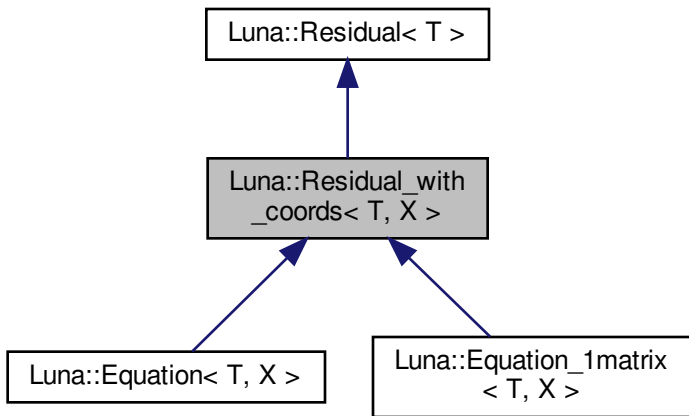 Luna::Residual< T >
Luna::Residual_with
_coords< T, X >
Luna::Equation< T, X >
Luna::Equation_1matrix
< T, X >